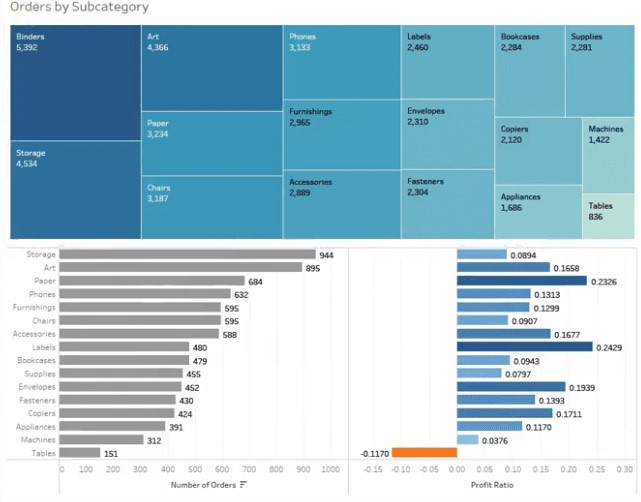 Orders by Subcategory
Binders
5,392
Storage
4,534
Art
4,366
Paper
3,234
Chairs
3,187
Phones
3,133
Furnishings
2,965
Accessories
2,889
Labels
2,460
Envelopes
2,310
Fasteners
2,304
Bookcases
2,284
Supplies
2,281
Copiers
2,120
Machines
1,422
Appliances
1,686
Tables
836
Storage 944 0.0894
Art 895 0.1658
Paper 684 0.2326
Phones 632 0.1313
Furnishings 595 0.1299
Chairs 595 0.0907
Accessories 588 0.1677
Labels 480 0.2429
Bookcases 479 0.0943
Supplies 455 0.0797
Envelopes 452 0.1939
Fasteners 430 0.1393
Copiers 424 0.1711
Appliances 391 0.1170
Machines 312 0.0376
Tables 151 -0.1170
0 100 200 300 400 500 600 700 800 900 1000 -0.15 -0.10 -0.05 0.00 0.05 0.10 0.15 0.20 0.25 0.30
Number of Orders Profit Ratio